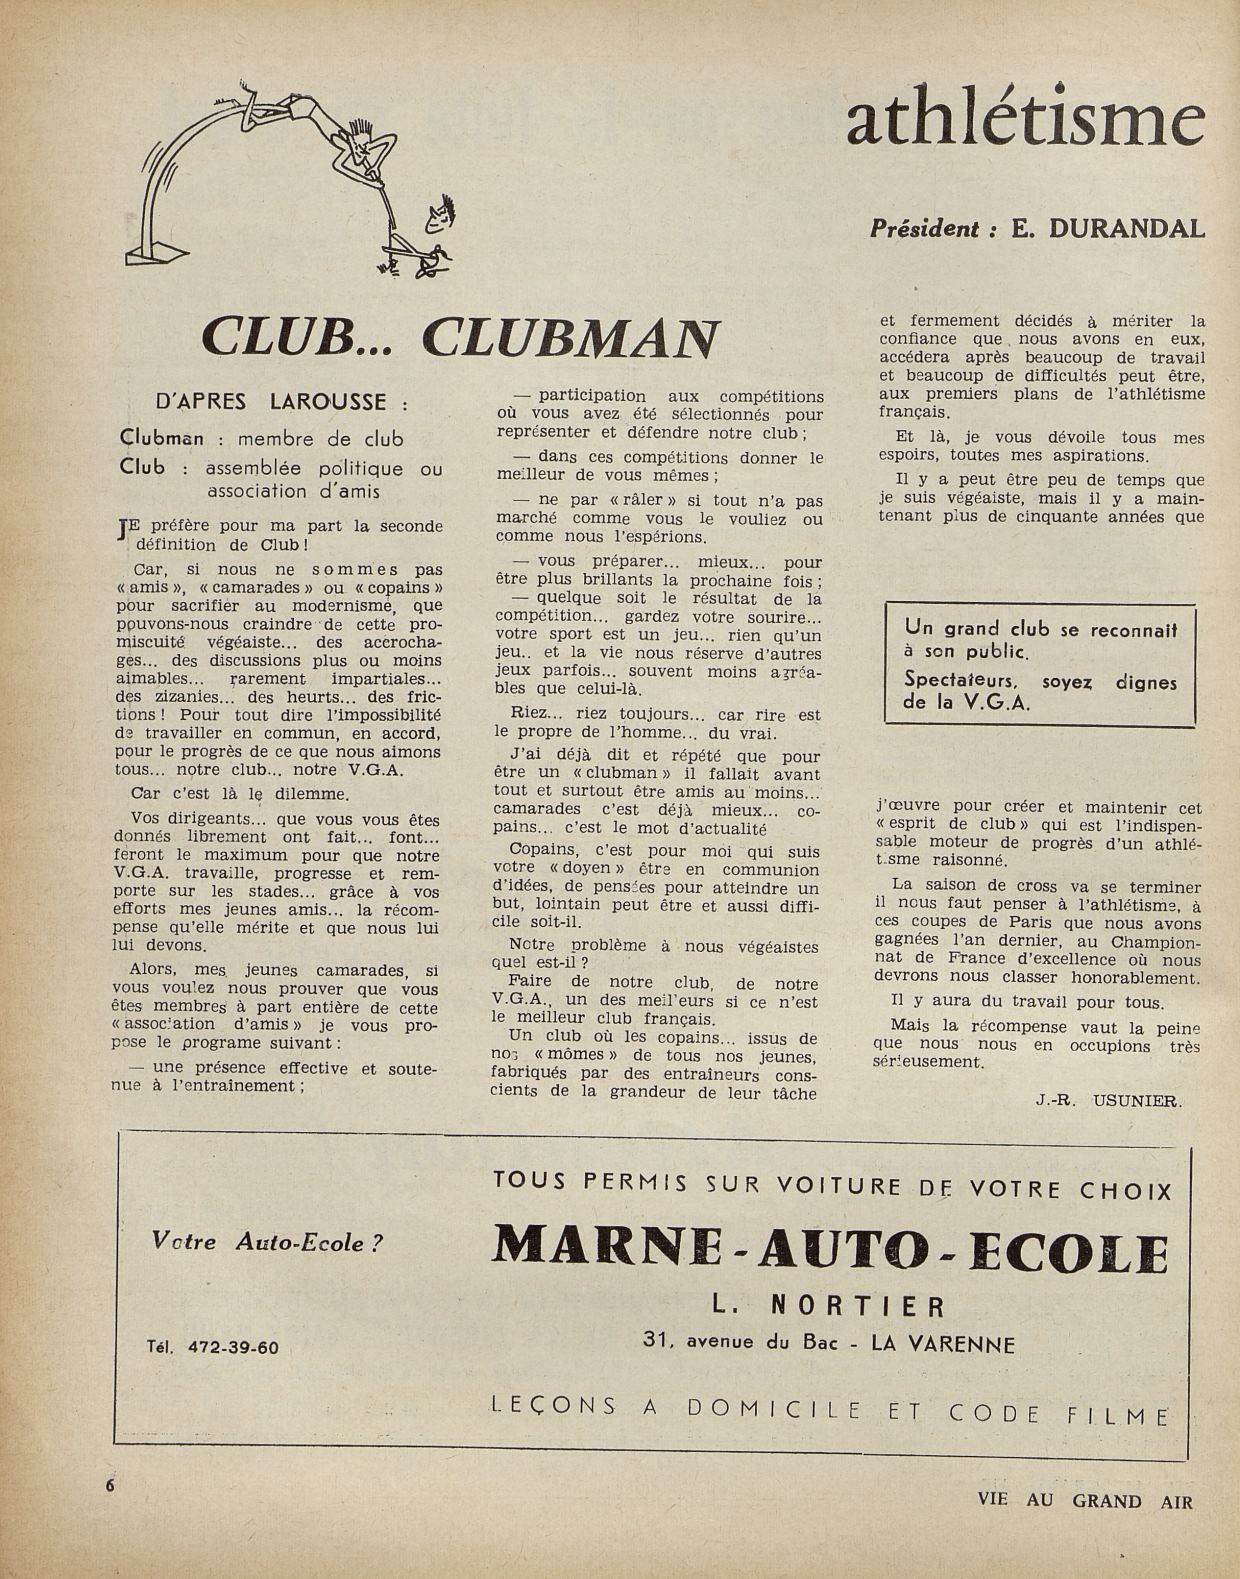 athlétisme
Président : E. DURANDAL
CLUB... CLUBMAN
D'APRES LAROUSSE :
Clubman : membre de club
Club : assemblée politique ou
association d'amis
JE préfère pour ma part la seconde
définition de Club !
Car, si nous ne sommes pas
« amis », « camarades » ou « copains »
pour sacrifier au modernisme, que
pouvons-nous craindre de cette pro-
miscuité végéaiste... des accrocha-
ges... des discussions plus ou moins
aimables... rarement impartiales...
des zizanies... des heurts... des fric-
tions ! Pour tout dire l'impossibilité
de travailler en commun, en accord,
pour le progrès de ce que nous aimons
tous... notre club... notre V.G.A.
Car c'est là le dilemme.
Vos dirigeants... que vous vous êtes
donnés librement ont fait... font...
feront le maximum pour que notre
V.G.A. travaille, progresse et rem-
porte sur les stades... grâce à vos
efforts mes jeunes amis... la récom-
pense qu'elle mérite et que nous lui
lui devons.
Alors, mes jeunes camarades, si
vous voulez nous prouver que vous
êtes membres à part entière de cette
« association d'amis » je vous pro-
pose le programe suivant :
— une présence effective et soute-
nue à l'entraînement ;
— participation aux compétitions
où vous avez été sélectionnés pour
représenter et défendre notre club ;
— dans ces compétitions donner le
meilleur de vous mêmes ;
— ne par « râler » si tout n'a pas
marché comme vous le vouliez ou
comme nous l'espérions.
— vous préparer... mieux... pour
être plus brillants la prochaine fois ;
— quelque soit le résultat de la
compétition... gardez votre sourire...
votre sport est un jeu... rien qu'un
jeu.. et la vie nous réserve d'autres
jeux parfois... souvent moins agréa-
bles que celui-là.
Riez... riez toujours... car rire est
le propre de l'homme... du vrai.
J'ai déjà dit et répété que pour
être un « clubman » il fallait avant
tout et surtout être amis au moins...
camarades c'est déjà mieux... co-
pains... c'est le mot d'actualité
Copains, c'est pour moi qui suis
votre « doyen » être en communion
d'idées, de pensées pour atteindre un
but, lointain peut être et aussi diffi-
cile soit-il.
Notre problème à nous végéaistes
quel est-il ?
Faire de notre club, de notre
V.G.A., un des meilleurs si ce n'est
le meilleur club français.
Un club où les copains... issus de
nos « mômes » de tous nos jeunes,
fabriqués par des entraîneurs cons-
cients de la grandeur de leur tâche
et fermement décidés à mériter la
confiance que nous avons en eux,
accédera après beaucoup de travail
et beaucoup de difficultés peut être,
aux premiers plans de l'athlétisme
français.
Et là, je vous dévoile tous mes
espoirs, toutes mes aspirations.
Il y a peut être peu de temps que
je suis végéaiste, mais il y a main-
tenant plus de cinquante années que
Un grand club se reconnait
à son public.
Spectateurs, soyez dignes
de la V.G.A.
j'œuvre pour créer et maintenir cet
« esprit de club » qui est l'indispen-
sable moteur de progrès d'un athlé-
tisme raisonné.
La saison de cross va se terminer
il nous faut penser à l'athlétisme, à
ces coupes de Paris que nous avons
gagnées l'an dernier, au Champion-
nat de France d'excellence où nous
devrons nous classer honorablement.
Il y aura du travail pour tous.
Mais la récompense vaut la peine
que nous nous en occupions très
sérieusement.
J.-R. USUNIER.
TOUS PERMIS SUR VOITURE DE VOTRE CHOIX
Votre Auto-Ecole ?
MARNE-AUTO-ECOLE
L. NORTIER
Tél. 472-39-60
31, avenue du Bac - LA VARENNE
LEÇONS A DOMICILE ET CODE FILME
6
VIE AU GRAND AIR